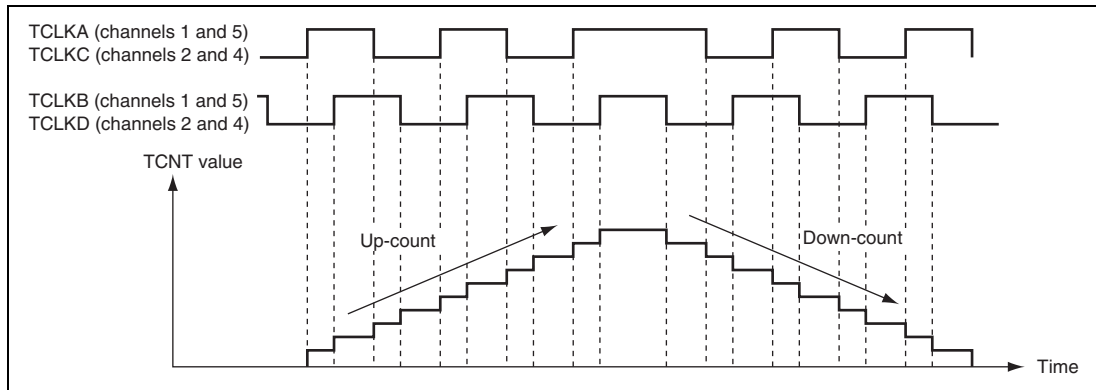 TCLKA (channels 1 and 5)
TCLKC (channels 2 and 4)
TCLKB (channels 1 and 5)
TCLKD (channels 2 and 4)
TCNT value
Up-count
Down-count
Time